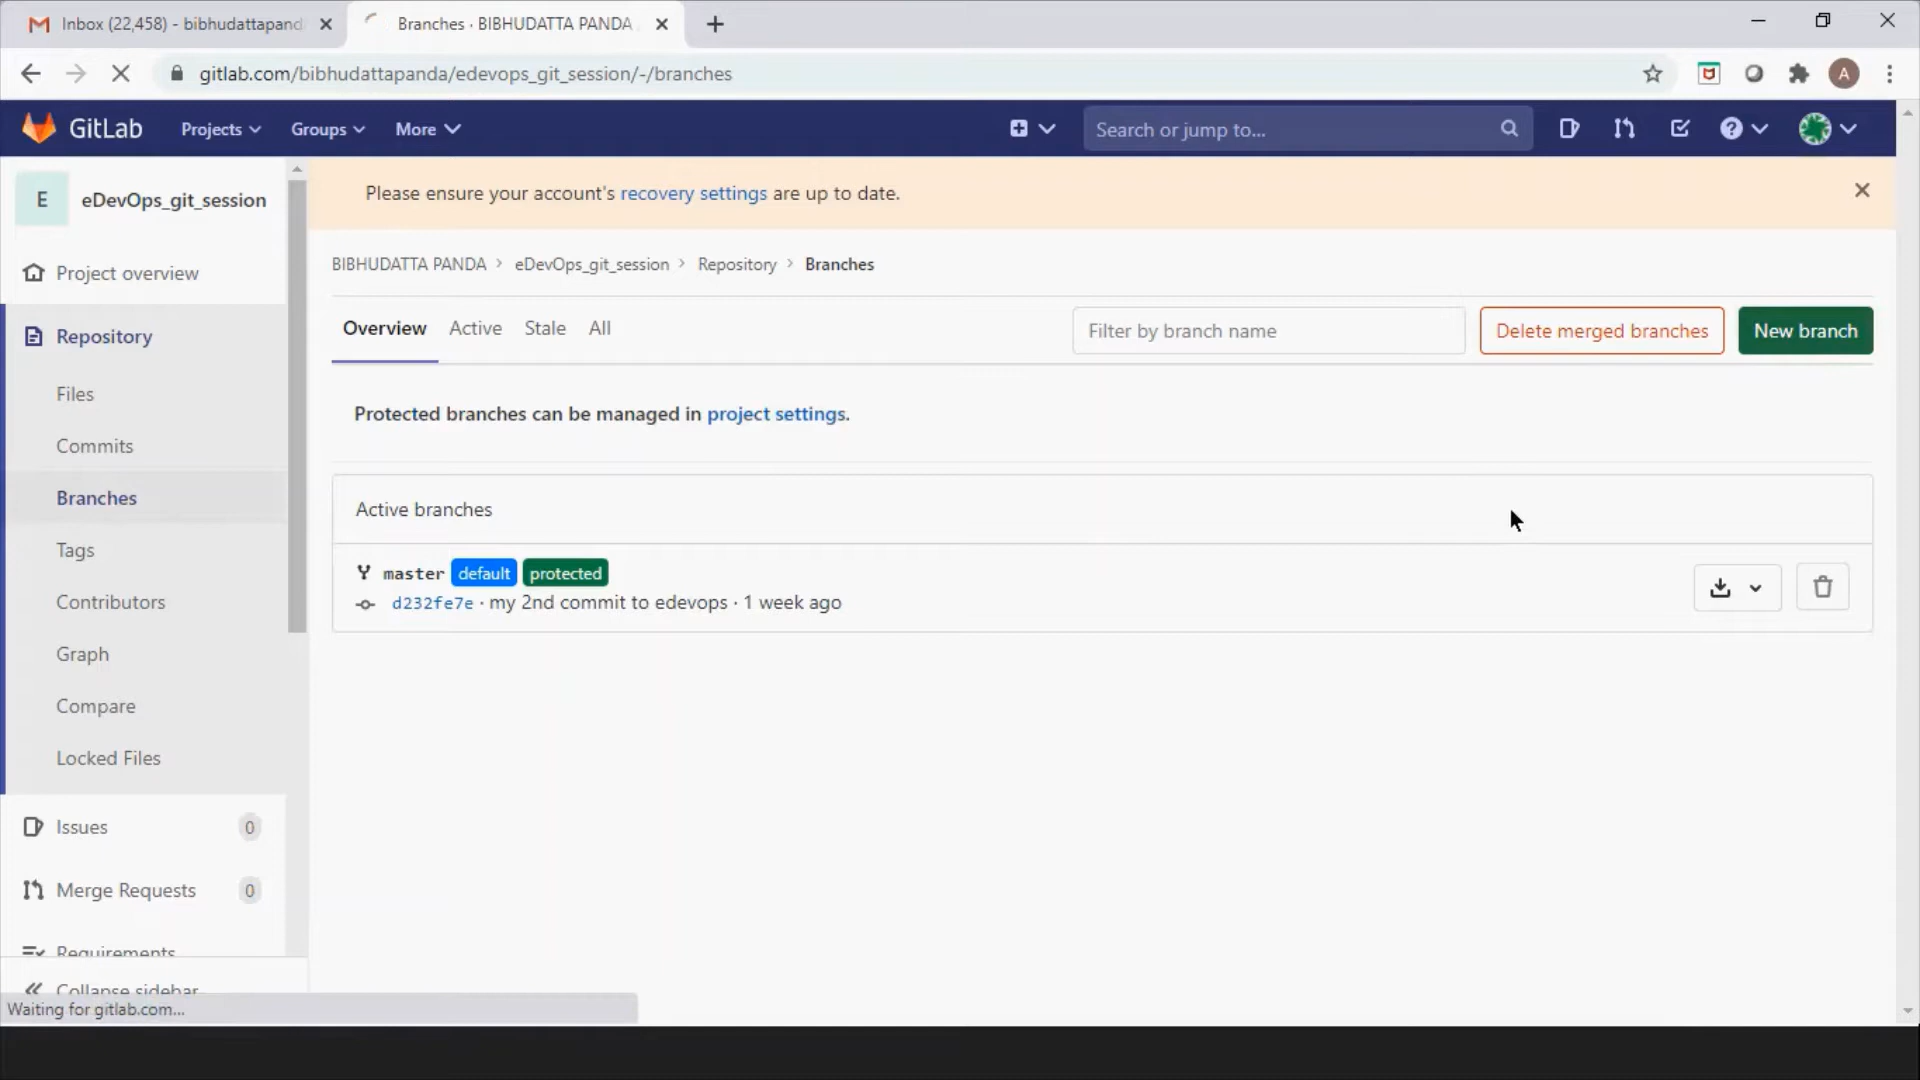 Inbox (22,458) - bibhudattapand
Branches · BIBHUDATTA PANDA
gitlab.com/bibhudattapanda/edevops_git_session/-/branches
A
GitLab
Projects
Groups
More
Search or jump to...
E
eDevOps_git_session
Project overview
Repository
Files
Commits
Branches
Tags
Contributors
Graph
Compare
Locked Files
Issues 0
Merge Requests 0
Requirements
Collapse sidebar
Waiting for gitlab.com...
Please ensure your account's recovery settings are up to date.
BIBHUDATTA PANDA > eDevOps_git_session > Repository > Branches
Overview Active Stale All
Filter by branch name
Delete merged branches
New branch
Protected branches can be managed in project settings.
Active branches
master default protected
d232fe7e · my 2nd commit to edevops · 1 week ago